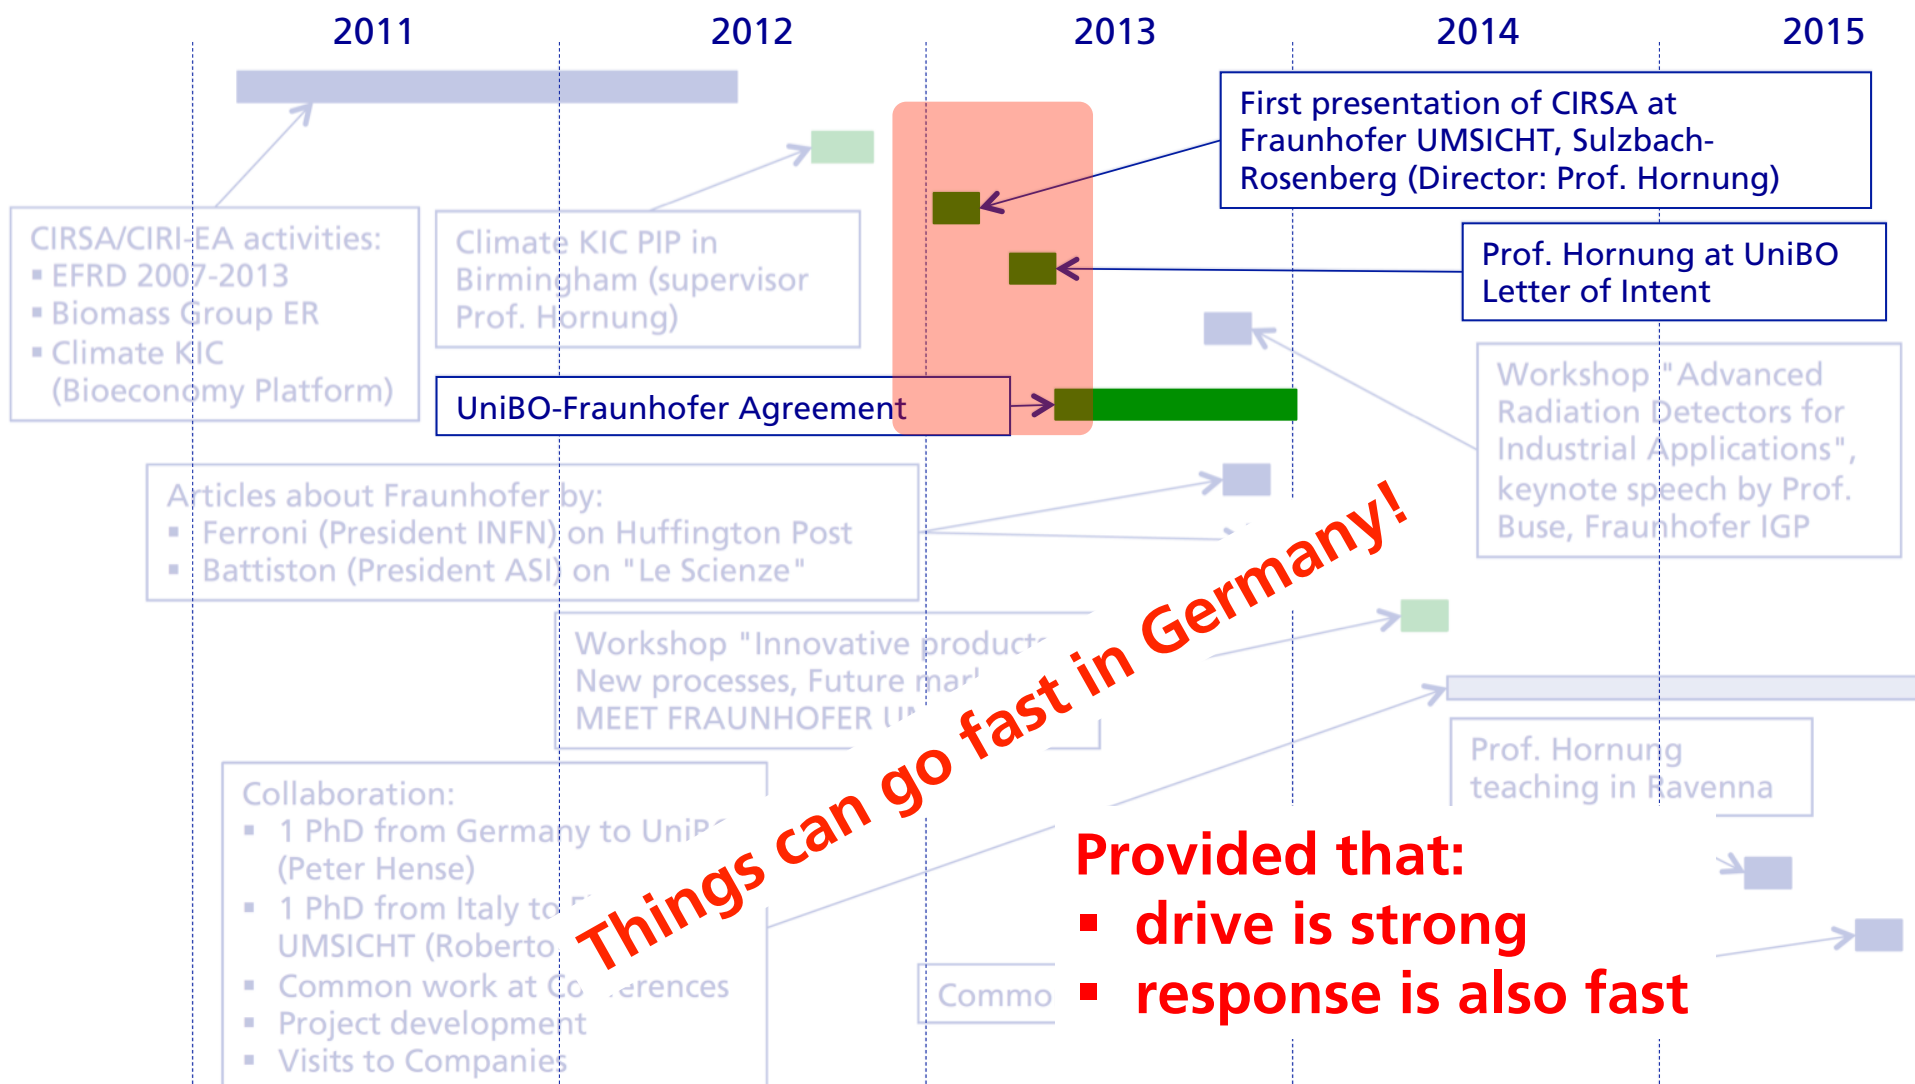 2011 2012 2013 2014 2015
First presentation of CIRSA at
Fraunhofer UMSICHT, Sulzbach-
Rosenberg (Director: Prof. Hornung)
CIRSA/CIRI-EA activities:
▪ EFRD 2007-2013
▪ Biomass Group ER
▪ Climate KIC
(Bioeconomy Platform)
Climate KIC PIP in
Birmingham (supervisor
Prof. Hornung)
Prof. Hornung at UniBO
Letter of Intent
UniBO-Fraunhofer Agreement
Workshop "Advanced
Radiation Detectors for
Industrial Applications",
keynote speech by Prof.
Buse, Fraunhofer IGP
Articles about Fraunhofer by:
▪ Ferroni (President INFN) on Huffington Post
▪ Battiston (President ASI) on "Le Scienze"
Workshop "Innovative products
New processes, Future
MEET FRAUNHOFER
Things can go fast in Germany!
Prof. Hornung
teaching in Ravenna
Collaboration:
▪ 1 PhD from Germany to
(Peter Hense)
▪ 1 PhD from Italy to
UMSICHT (Roberto
▪ Common work at Conferences
▪ Project development
▪ Visits to Companies
Provided that:
▪ drive is strong
▪ response is also fast